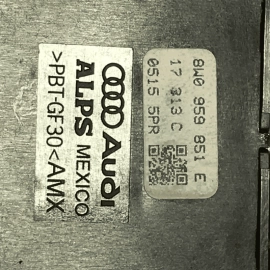 Audi
ALPS MEXICO
>PBT-GF30<AMX
8W0 959 851 E
17 313 C
0515 5PR